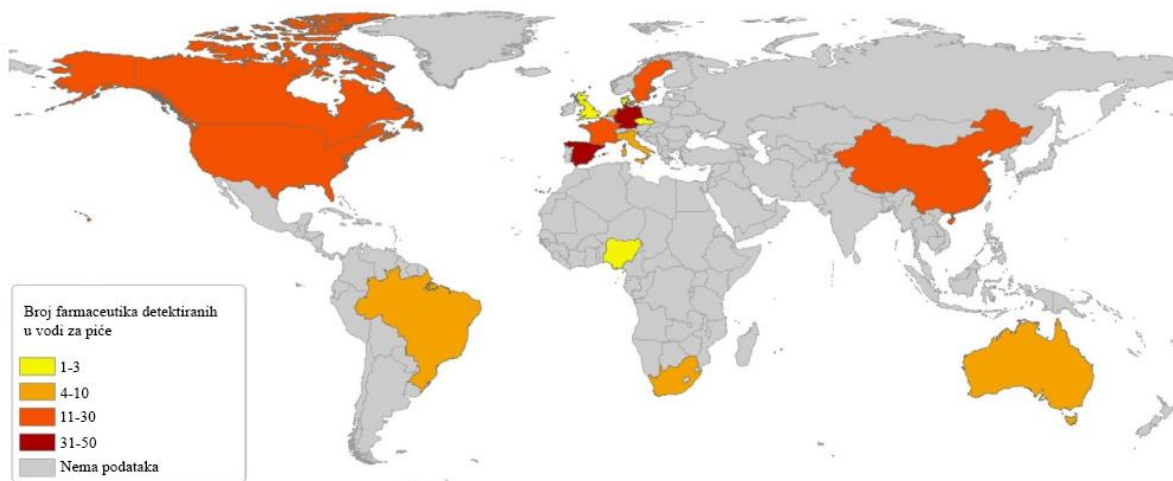 Broj farmaceutika detektiranih
u vodi za piće
1-3
4-10
11-30
31-50
Nema podataka